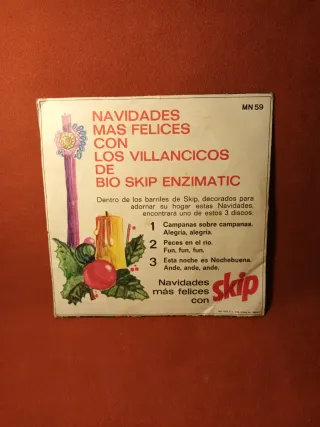 MN 59
NAVIDADES
MAS FELICES
CON
LOS VILLANCICOS
DE
BIO SKIP ENZIMATIC
Dentro de los barriles de Skip, decorados para
adornar su hogar estas Navidades,
encontrará uno de estos 3 discos:
1 Campanas sobre campanas.
Alegría, alegría.
2 Peces en el río.
Fun, fun, fun.
3 Esta noche es Nochebuena.
Ande, ande, ande.
Navidades
más felices
con skip